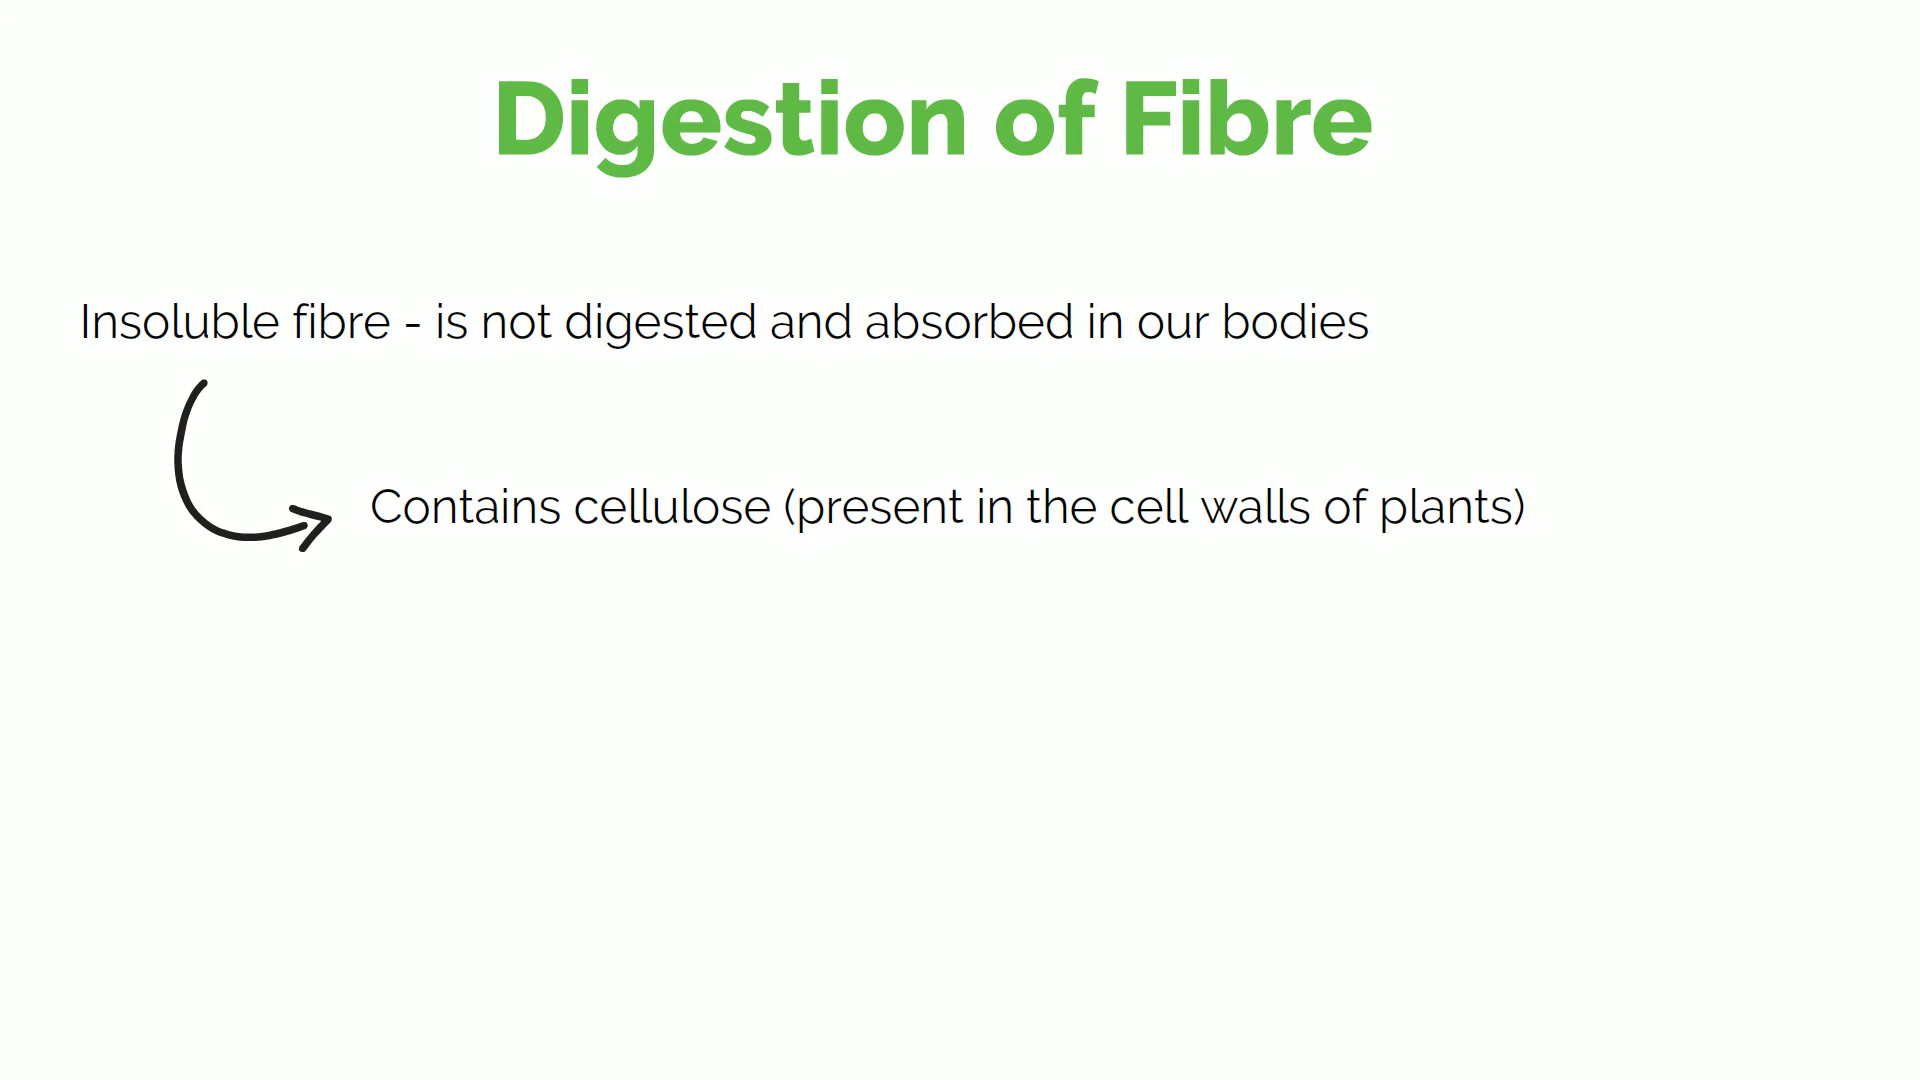 Digestion of Fibre
Insoluble fibre - is not digested and absorbed in our bodies
Contains cellulose (present in the cell walls of plants)